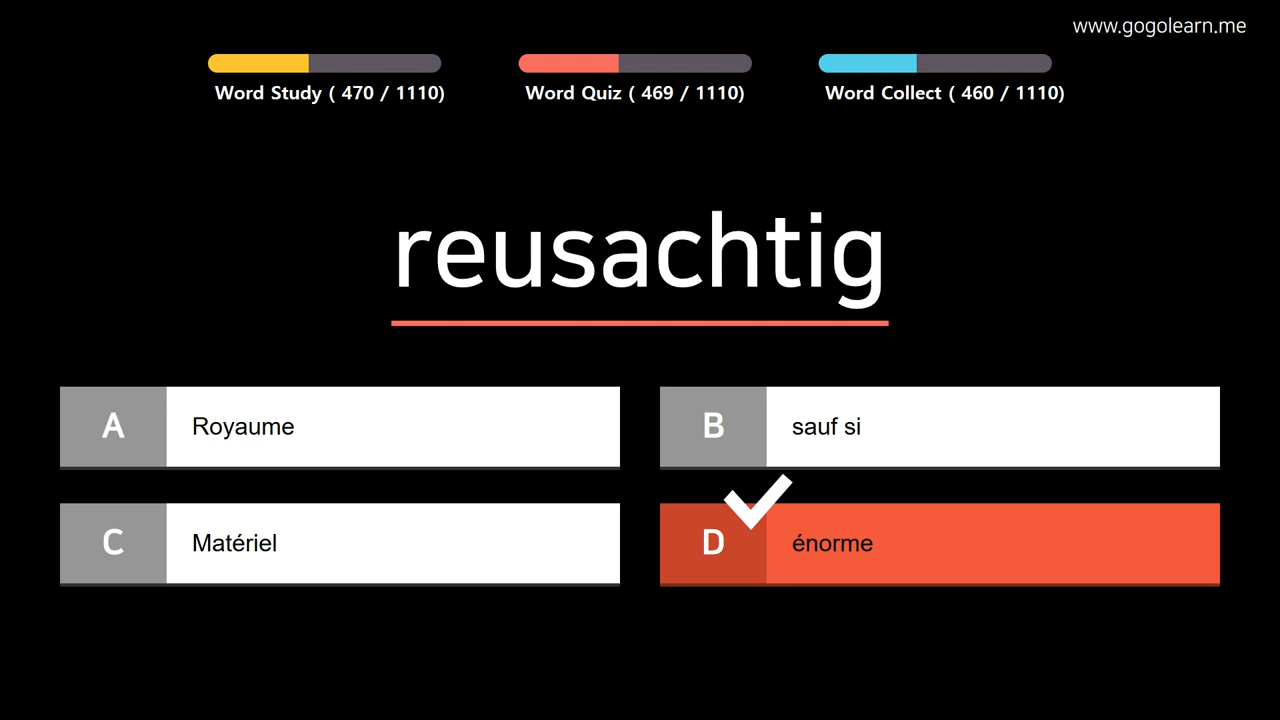 www.gogolearn.me
Word Study ( 470 / 1110)
Word Quiz ( 469 / 1110)
Word Collect ( 460 / 1110)
reusachtig
A Royaume
B sauf si
C Matériel
D énorme